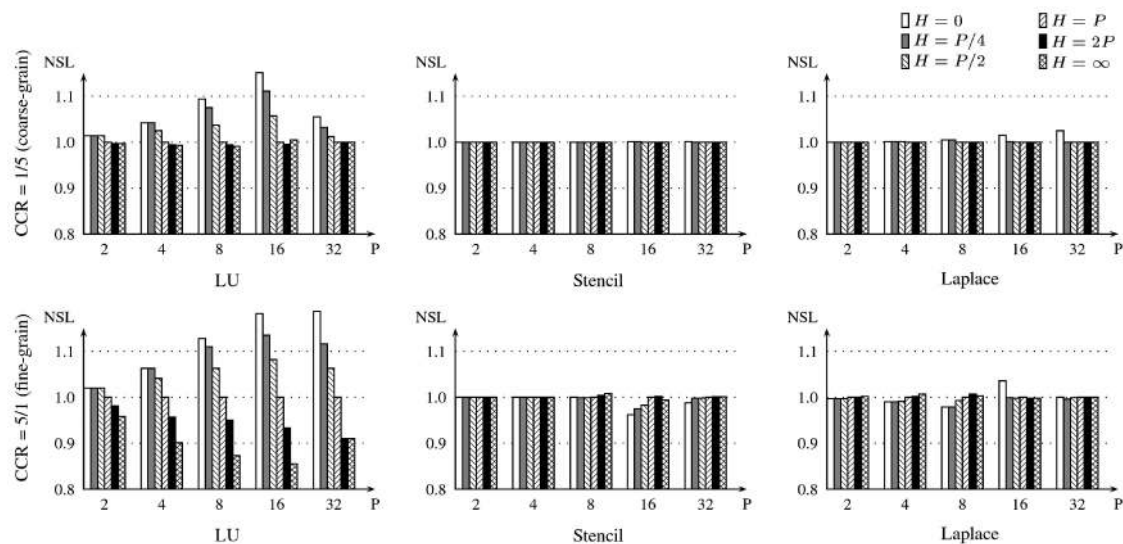 H = 0 H = P
H = P/4 H = 2P
H = P/2 H = ∞
CCR = 1/5 (coarse-grain)
NSL NSL NSL
1.1 1.1 1.1
1.0 1.0 1.0
0.9 0.9 0.9
0.8 0.8 0.8
2 4 8 16 32 P 2 4 8 16 32 P 2 4 8 16 32 P
LU Stencil Laplace
CCR = 5/1 (fine-grain)
NSL NSL NSL
1.1 1.1 1.1
1.0 1.0 1.0
0.9 0.9 0.9
0.8 0.8 0.8
2 4 8 16 32 P 2 4 8 16 32 P 2 4 8 16 32 P
LU Stencil Laplace